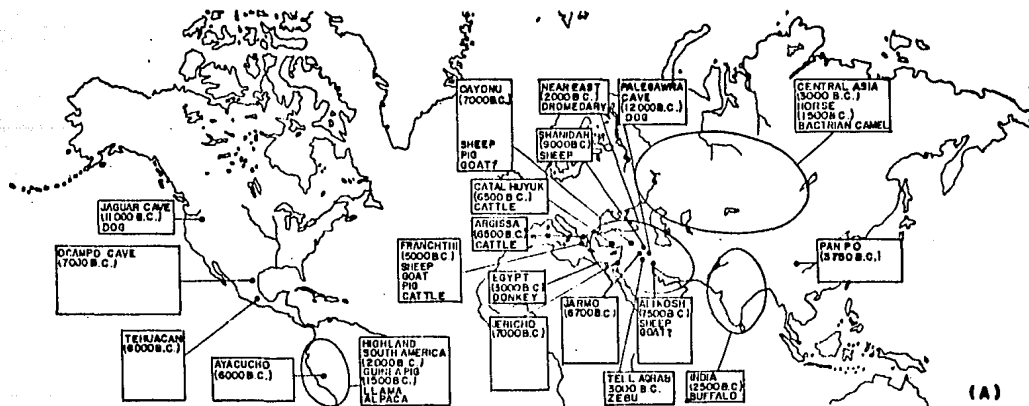 CAYONU
(7000B.C.)
SHEEP
PIG
GOAT?
NEAR EAST
(2000 B.C.)
DROMEDARY
PALEGAWRA
CAVE
(12000 B.C.)
DOG
CENTRAL ASIA
(3000 B.C.)
HORSE
(1500 B.C.)
BACTRIAN CAMEL
SHANIDAH
(9000 B.C)
SHEEP
CATAL HUYUK
(6500 B.C.)
CATTLE
JAGUAR CAVE
(11000 B.C.)
DOG
ARGISSA
(6500 B.C.)
CATTLE
OCAMPO CAVE
(7000 B.C.)
FRANCHTHI
(5000 B.C.)
SHEEP
GOAT
PIG
CATTLE
PAN PO
(3750 B.C.)
EGYPT
(3000 B.C.)
DONKEY
JARMO
(6700 B.C.)
ALI KOSH
(7500 B.C.)
SHEEP
GOAT?
JERICHO
(7000 B.C)
TEHUACAN
(6000 B.C.)
AYACUCHO
(6000 B.C.)
HIGHLAND
SOUTH AMERICA
(2000 B.C.)
GUINEA PIG
(1500 B.C.)
LLAMA
ALPACA
TELL AQRAB
3000 B.C.
ZEBU
INDIA
(2500 B.C)
BUFFALO
(A)